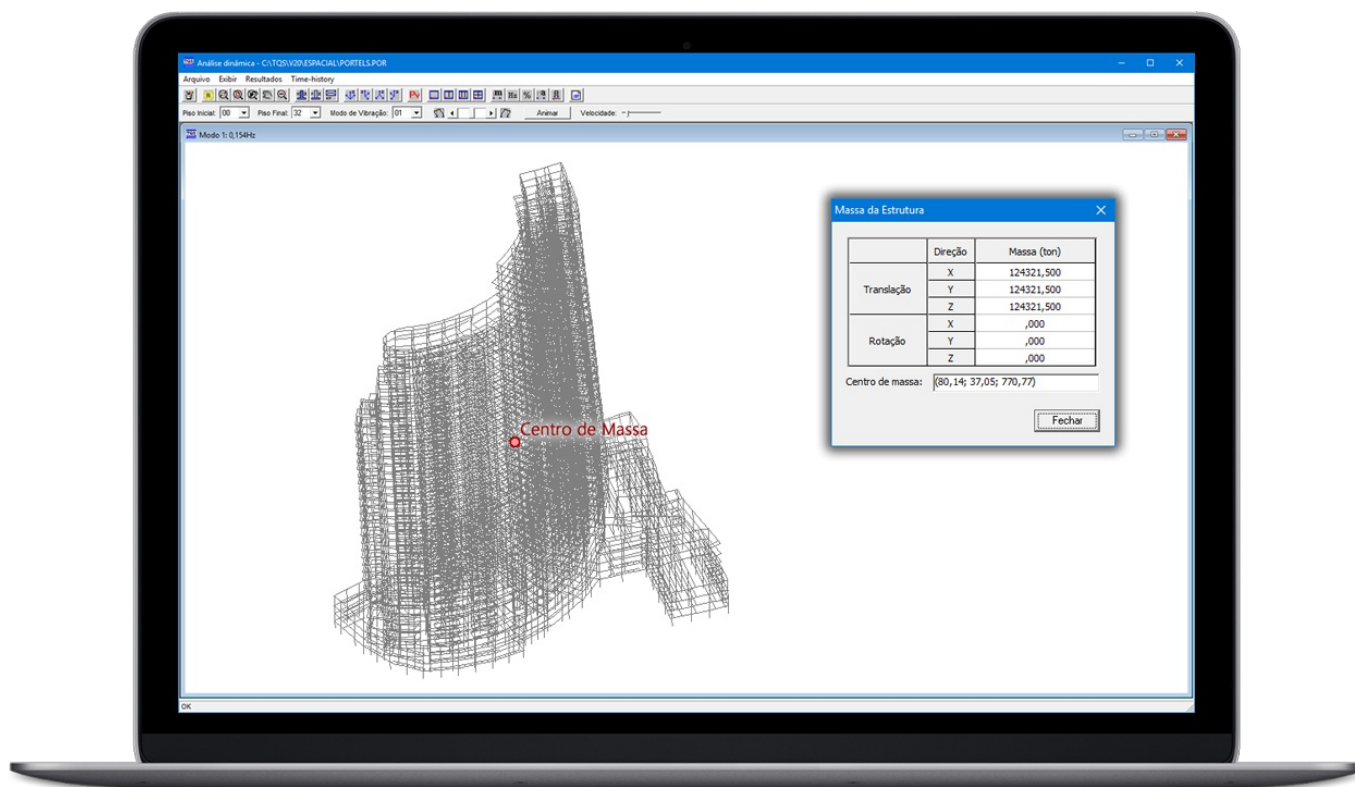 Análise dinâmica - C:\TQS\V20\ESPACIAL\PORTELS.POR
Arquivo Exibir Resultados Time-history
Hz %
Piso Inicial: 00 Piso Final: 32 Modo de Vibração: 01 Animar Velocidade:
Modo 1: 0,154Hz
Massa da Estrutura
Direção Massa (ton)
Translação
X 124321,500
Y 124321,500
Z 124321,500
Rotação
X ,000
Y ,000
Z ,000
Centro de massa: (80,14; 37,05; 770,77)
Fechar
Centro de Massa
OK